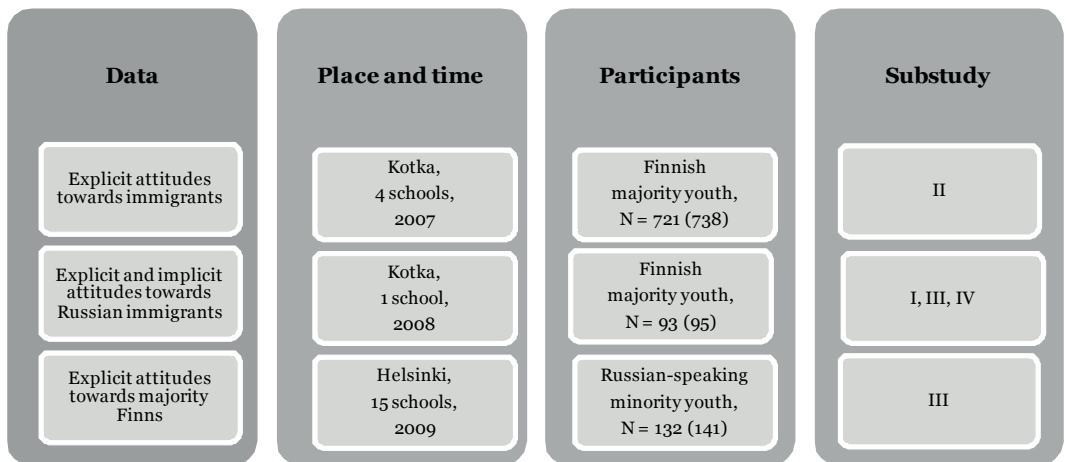 Data
Explicit attitudes
towards immigrants
Explicit and implicit
attitudes towards
Russian immigrants
Explicit attitudes
towards majority
Finns
Place and time
Kotka,
4 schools,
2007
Kotka,
1 school,
2008
Helsinki,
15 schools,
2009
Participants
Finnish
majority youth,
N = 721 (738)
Finnish
majority youth,
N = 93 (95)
Russian-speaking
minority youth,
N = 132 (141)
Substudy
II
I, III, IV
III